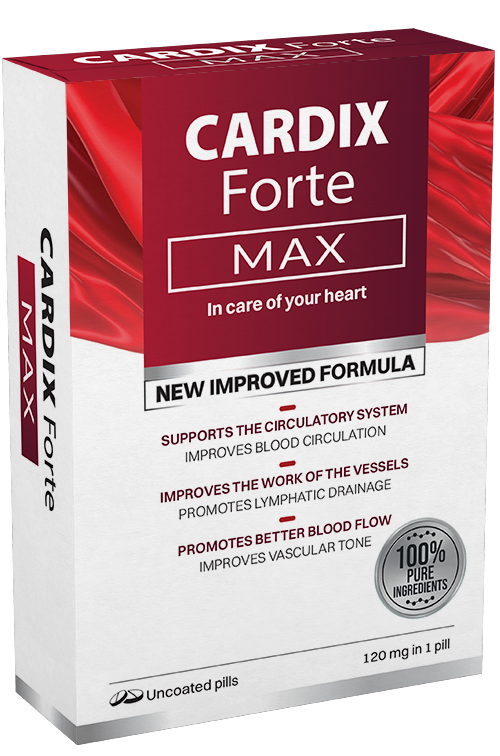 CARDIX Forte
MAX
CARDIX
Forte
MAX
In care of your heart
NEW IMPROVED FORMULA
SUPPORTS THE CIRCULATORY SYSTEM
IMPROVES BLOOD CIRCULATION
IMPROVES THE WORK OF THE VESSELS
PROMOTES LYMPHATIC DRAINAGE
PROMOTES BETTER BLOOD FLOW
IMPROVES VASCULAR TONE
100%
PURE
INGREDIENTS
Uncoated pills
120 mg in 1 pill
CARDIX Forte
MAX